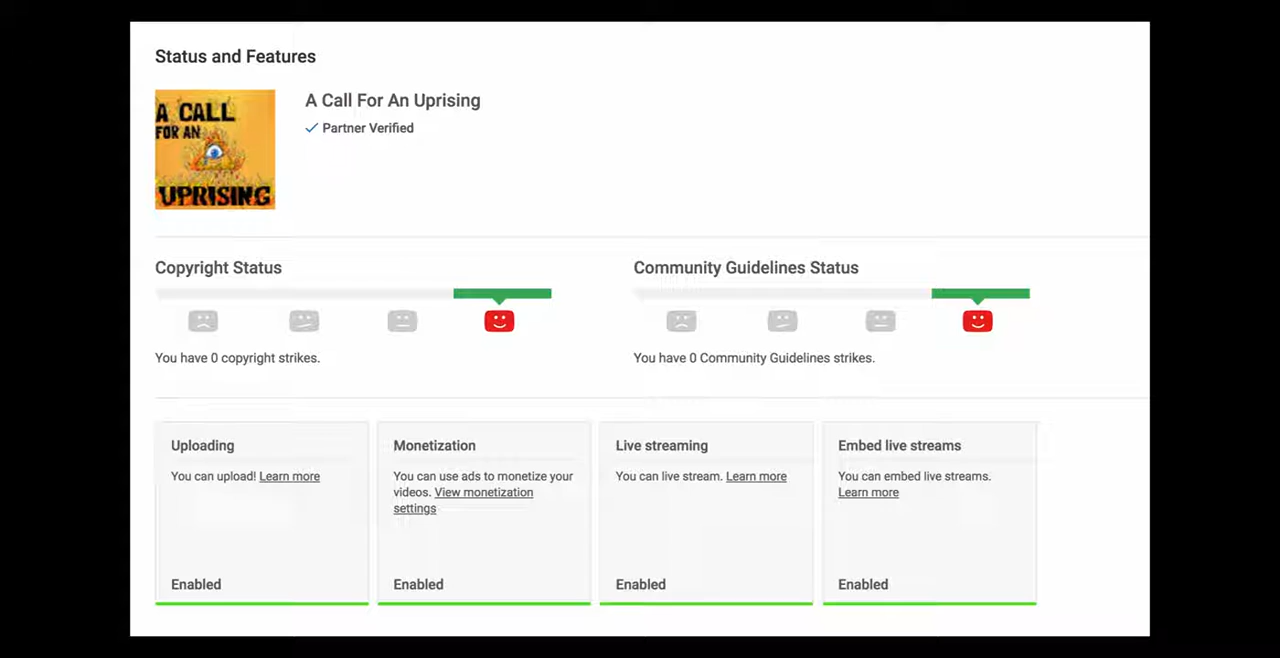 Status and Features
A CALL
FOR AN
UPRISING
A Call For An Uprising
Partner Verified
Copyright Status
You have 0 copyright strikes.
Community Guidelines Status
You have 0 Community Guidelines strikes.
Uploading
You can upload! Learn more
Enabled
Monetization
You can use ads to monetize your
videos. View monetization
settings
Enabled
Live streaming
You can live stream. Learn more
Enabled
Embed live streams
You can embed live streams.
Learn more
Enabled